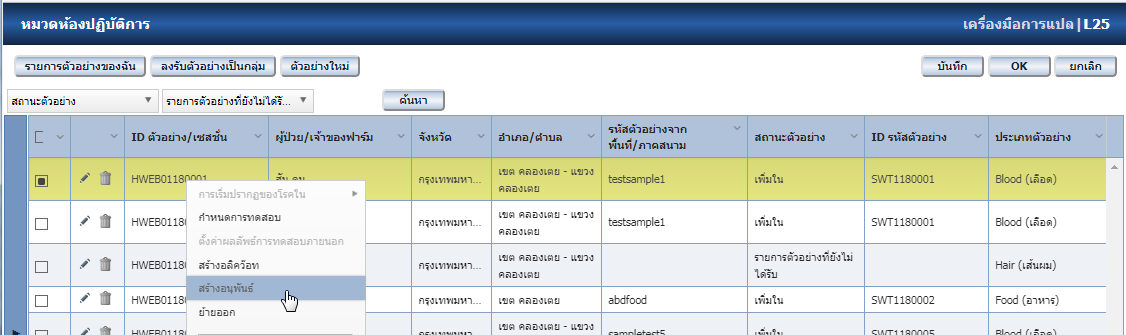 หมวดห้องปฏิบัติการ เครื่องมือการแปล|L25
รายการตัวอย่างของฉัน ลงรับตัวอย่างเป็นกลุ่ม ตัวอย่างใหม่ บันทึก OK ยกเลิก
สถานะตัวอย่าง รายการตัวอย่างที่ยังไม่ได้รั... ค้นหา
ID ตัวอย่าง/เซสชั่น ผู้ป่วย/เจ้าของฟาร์ม จังหวัด อำเภอ/ตำบล รหัสตัวอย่างจาก
พื้นที่/ภาคสนาม สถานะตัวอย่าง ID รหัสตัวอย่าง ประเภทตัวอย่าง
HWEB01180001 กรุงเทพมหา... เขต คลองเตย - แขวง
คลองเตย testsample1 เพิ่มใน SWT1180001 Blood (เลือด)
การเริ่มปรากฏของโรคใน
กำหนดการทดสอบ
ตั้งค่าผลลัพธ์การทดสอบภายนอก
สร้างอลิควือท
สร้างอนุพันธ์
ย้ายออก
HWEB0118 กรุงเทพมหา... เขต คลองเตย - แขวง
คลองเตย testsample1 เพิ่มใน SWT1180001 Blood (เลือด)
HWEB0118 กรุงเทพมหา... เขต คลองเตย - แขวง
คลองเตย รายการตัวอย่างที่ยังไม่
ได้รับ Hair (เส้นผม)
HWEB0118 กรุงเทพมหา... เขต คลองเตย abdfood เพิ่มใน SWT1180002 Food (อาหาร)
HWEB0118 กรุงเทพมหา... เขต คลองเตย - แขวง sampletest5 เพิ่มใน SWT1180005 Blood (เลือด)